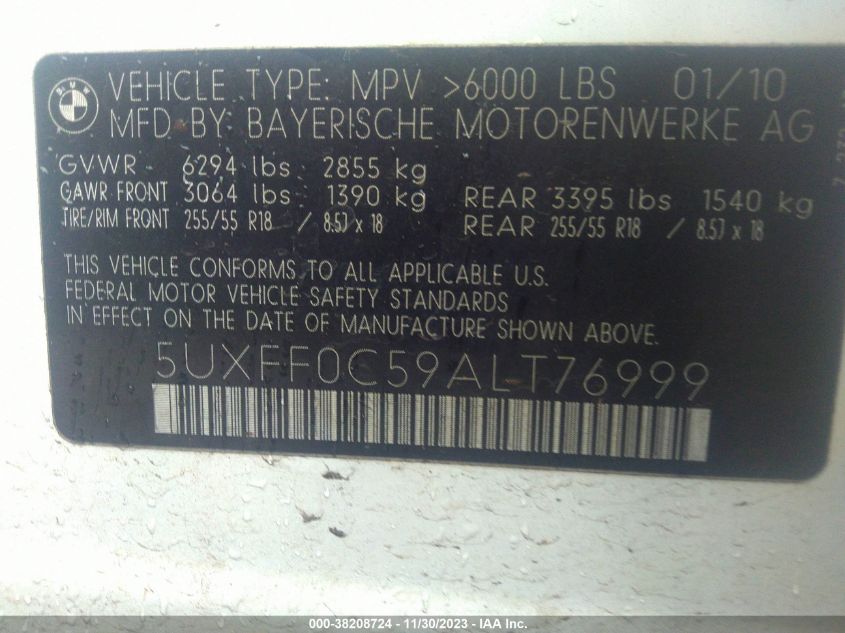 BMW
VEHICLE TYPE: MPV >6000 LBS 01/10
MFD BY BAYERISCHE MOTORENWERKE AG
GVWR 6294 lbs 2855 kg
GAWR FRONT 3064 lbs 1390 kg REAR 3395 lbs 1540 kg
TIRE/RIM FRONT 255/55 R18 / 8.5J x 18 REAR 255/55 R18 / 8.5J x 18
THIS VEHICLE CONFORMS TO ALL APPLICABLE U.S.
FEDERAL MOTOR VEHICLE SAFETY STANDARDS
IN EFFECT ON THE DATE OF MANUFACTURE SHOWN ABOVE.
5UXFF0C59ALT76999
000-38208724 - 11/30/2023 - IAA, Inc.